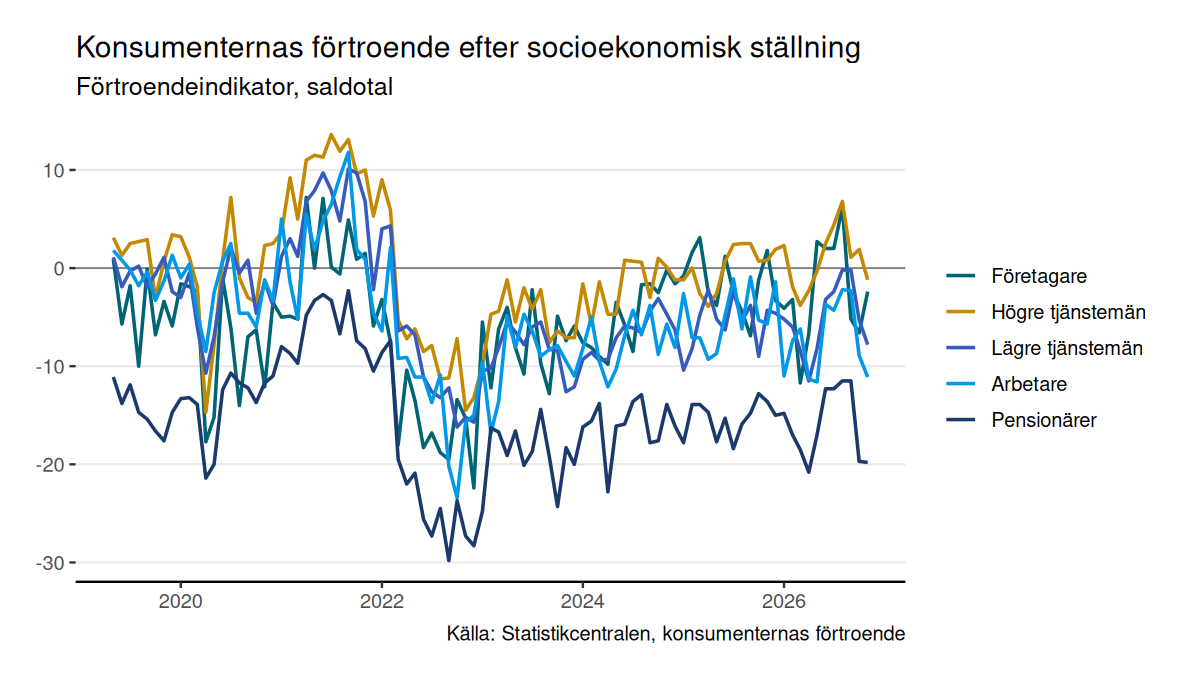 Konsumenternas förtroende efter socioekonomisk ställning
Förtroendeindikator, saldotal
10
0
-10
-20
-30
2020
2022
2024
2026
Företagare
Högre tjänstemän
Lägre tjänstemän
Arbetare
Pensionärer
Källa: Statistikcentralen, konsumenternas förtroende